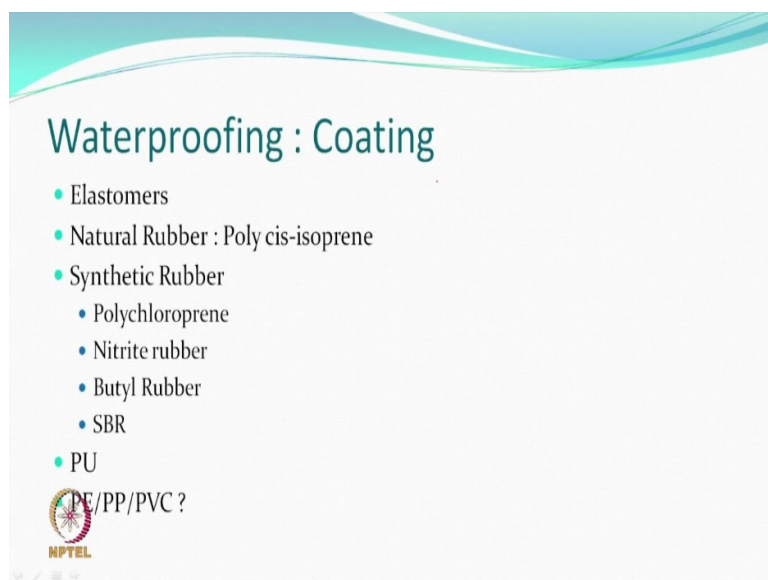 Waterproofing : Coating
Elastomers
Natural Rubber : Poly cis-isoprene
Synthetic Rubber
Polychloroprene
Nitrite rubber
Butyl Rubber
SBR
PU
PE/PP/PVC ?
NPTEL